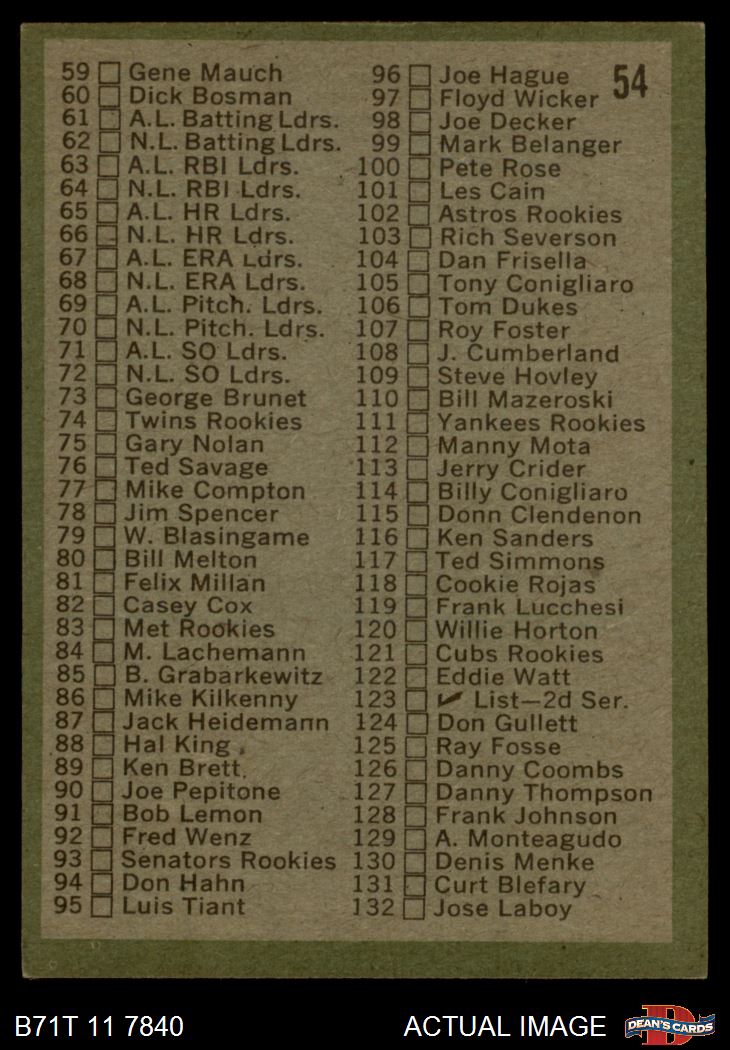 54
59 Gene Mauch
60 Dick Bosman
61 A.L. Batting Ldrs.
62 N.L. Batting Ldrs.
63 A.L. RBI Ldrs.
64 N.L. RBI Ldrs.
65 A.L. HR Ldrs.
66 N.L. HR Ldrs.
67 A.L. ERA Ldrs.
68 N.L. ERA Ldrs.
69 A.L. Pitch. Ldrs.
70 N.L. Pitch. Ldrs.
71 A.L. SO Ldrs.
72 N.L. SO Ldrs.
73 George Brunet
74 Twins Rookies
75 Gary Nolan
76 Ted Savage
77 Mike Compton
78 Jim Spencer
79 W. Blasingame
80 Bill Melton
81 Felix Millan
82 Casey Cox
83 Met Rookies
84 M. Lachemann
85 B. Grabarkewitz
86 Mike Kilkenny
87 Jack Heidemann
88 Hal King
89 Ken Brett
90 Joe Pepitone
91 Bob Lemon
92 Fred Wenz
93 Senators Rookies
94 Don Hahn
95 Luis Tiant
96 Joe Hague
97 Floyd Wicker
98 Joe Decker
99 Mark Belanger
100 Pete Rose
101 Les Cain
102 Astros Rookies
103 Rich Severson
104 Dan Frisella
105 Tony Conigliaro
106 Tom Dukes
107 Roy Foster
108 J. Cumberland
109 Steve Hovley
110 Bill Mazeroski
111 Yankees Rookies
112 Manny Mota
113 Jerry Crider
114 Billy Conigliaro
115 Donn Clendenon
116 Ken Sanders
117 Ted Simmons
118 Cookie Rojas
119 Frank Lucchesi
120 Willie Horton
121 Cubs Rookies
122 Eddie Watt
123 List—2d Ser.
124 Don Gullett
125 Ray Fosse
126 Danny Coombs
127 Danny Thompson
128 Frank Johnson
129 A. Monteagudo
130 Denis Menke
131 Curt Blefary
132 Jose Laboy
B71T 11 7840
ACTUAL IMAGE
D DEAN'S CARDS